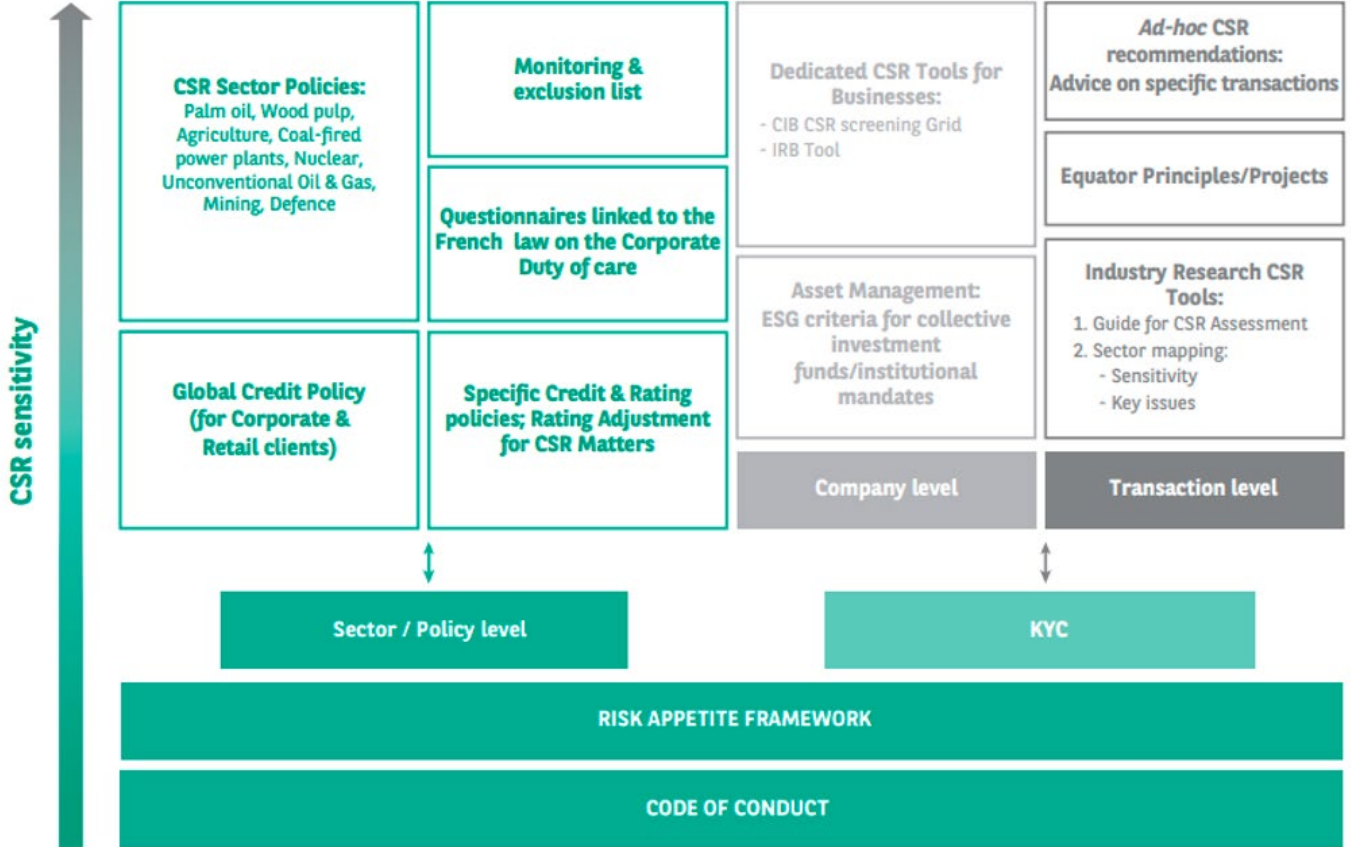 CSR sensitivity
CSR Sector Policies:
Palm oil, Wood pulp,
Agriculture, Coal-fired
power plants, Nuclear,
Unconventional Oil & Gas,
Mining, Defence
Global Credit Policy
(for Corporate &
Retail clients)
Monitoring &
exclusion list
Questionnaires linked to the
French law on the Corporate
Duty of care
Specific Credit & Rating
policies; Rating Adjustment
for CSR Matters
Dedicated CSR Tools for
Businesses:
- CIB CSR screening Grid
- IRB Tool
Asset Management:
ESG criteria for collective
investment
funds/institutional
mandates
Company level
Ad-hoc CSR
recommendations:
Advice on specific transactions
Equator Principles/Projects
Industry Research CSR
Tools:
1. Guide for CSR Assessment
2. Sector mapping:
- Sensitivity
- Key issues
Transaction level
Sector / Policy level
KYC
RISK APPETITE FRAMEWORK
CODE OF CONDUCT